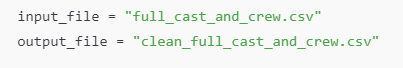 input_file = "full_cast_and_crew.csv"
output_file = "clean_full_cast_and_crew.csv"